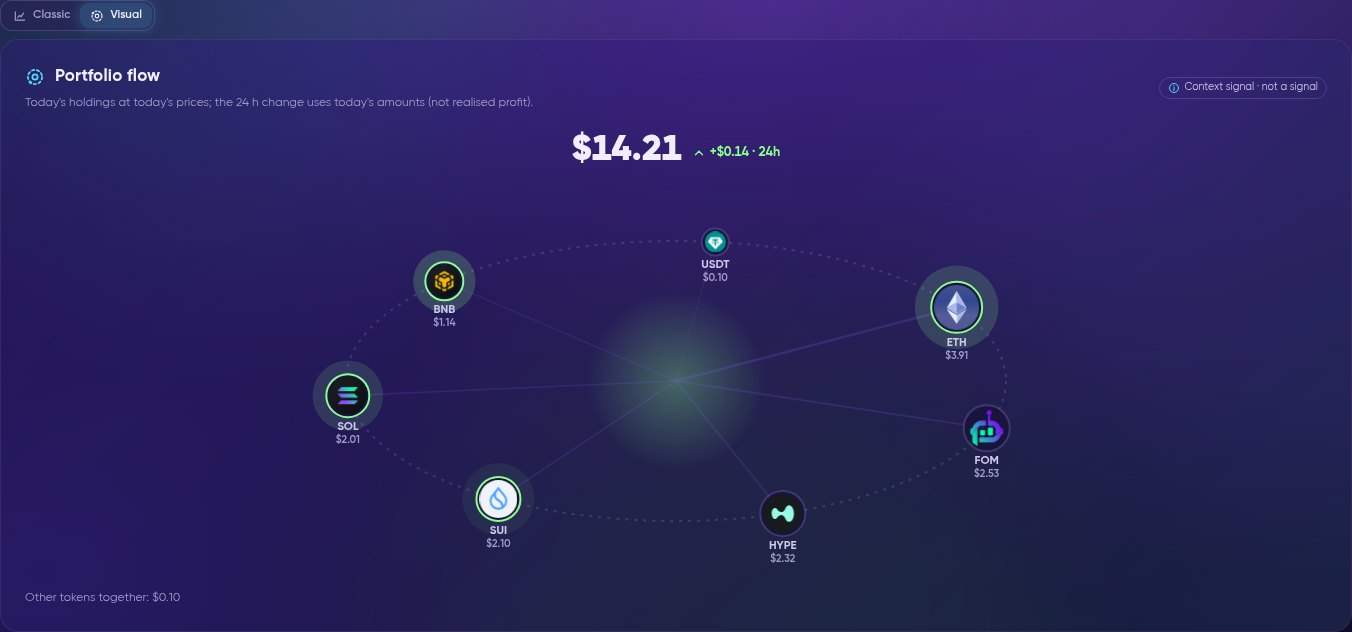 Classic
Visual
Portfolio flow
Today's holdings at today's prices; the 24 h change uses today's amounts (not realised profit).
Context signal · not a signal
$14.21
+$0.14 · 24h
USDT
$0.10
BNB
$1.14
ETH
$3.91
SOL
$2.01
FOM
$2.53
SUI
$2.10
HYPE
$2.32
Other tokens together: $0.10